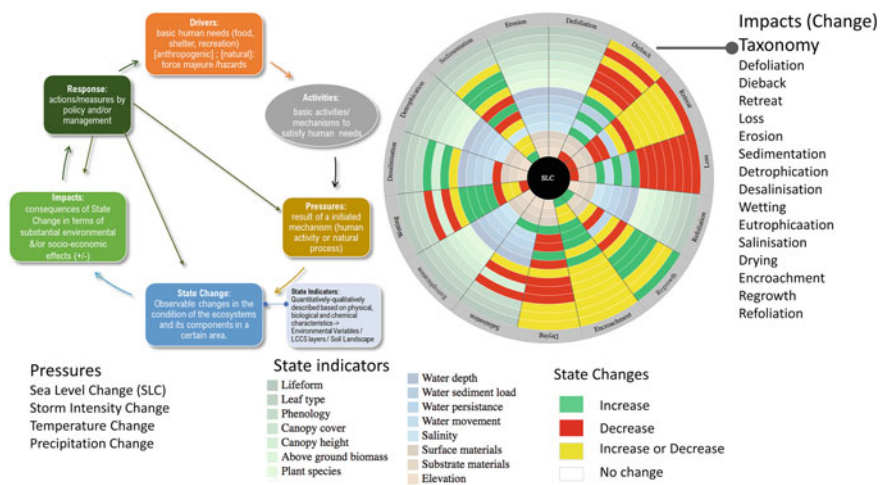 Drivers:
basic human needs (food,
shelter, recreation)
[anthropogenic] ; [natural]:
force majeure /hazards
Response:
actions/measures by
policy and/or
management
Activities:
basic activities/
mechanisms to
satisfy human needs
Impacts:
consequences of State
Change in terms of
substantial environmental
&/or socio-economic
effects (+/-)
Pressures:
result of a initiated
mechanism (human
activity or natural
process)
State Change:
Observable changes in the
condition of the ecosystems
and its components in a
certain area.
State Indicators:
Quantitatively-qualitatively
described based on physical,
biological and chemical
characteristics ->
Environmental Variables /
LCCS layers / Soil Landscape
Erosion
Defoliation
Dieback
Retreat
Loss
Refoliation
Regrowth
Encroachment
Drying
Salinisation
Eutrophication
Wetting
Desalinisation
Detrophication
Sedimentation
SLC
Impacts (Change)
Taxonomy
Defoliation
Dieback
Retreat
Loss
Erosion
Sedimentation
Detrophication
Desalinisation
Wetting
Eutrophicaation
Salinisation
Drying
Encroachment
Regrowth
Refoliation
Pressures
Sea Level Change (SLC)
Storm Intensity Change
Temperature Change
Precipitation Change
State indicators
Lifeform
Leaf type
Phenology
Canopy cover
Canopy height
Above ground biomass
Plant species
Water depth
Water sediment load
Water persistance
Water movement
Salinity
Surface materials
Substrate materials
Elevation
State Changes
Increase
Decrease
Increase or Decrease
No change